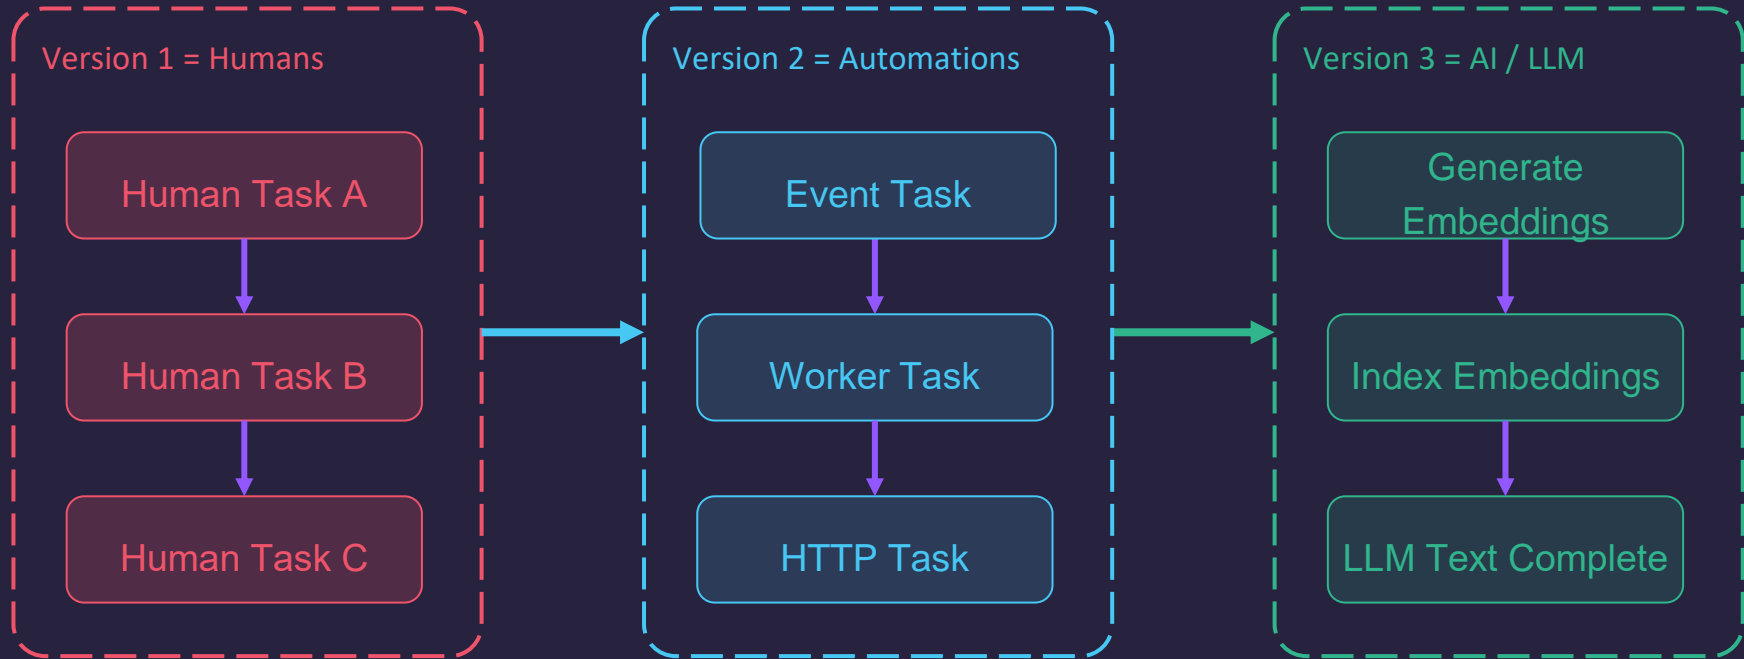 Version 1 = Humans
Human Task A
Human Task B
Human Task C
Version 2 = Automations
Event Task
Worker Task
HTTP Task
Version 3 = AI / LLM
Generate
Embeddings
Index Embeddings
LLM Text Complete